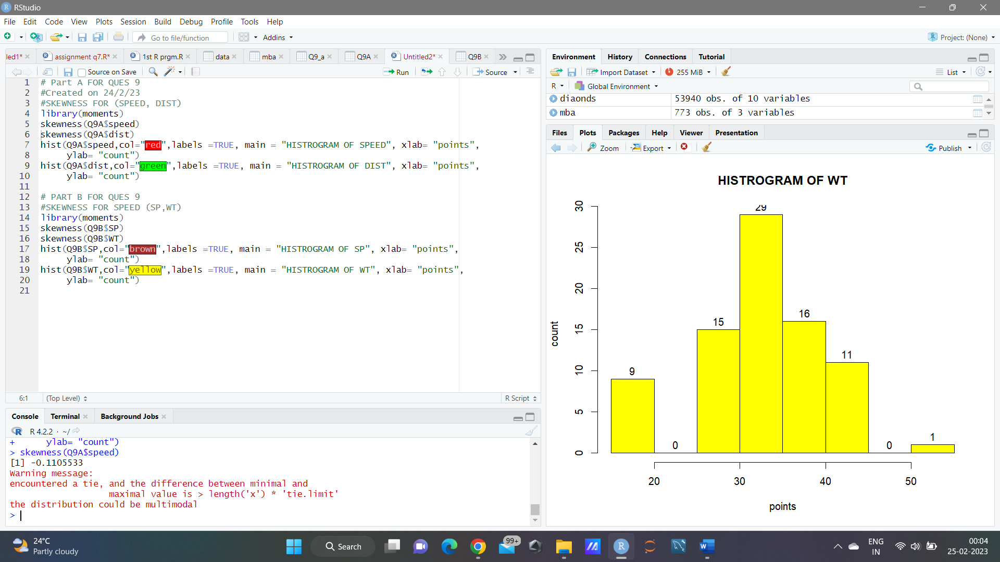 RStudio
File Edit Code View Plots Session Build Debug Profile Tools Help
Go to file/function Addins Project: (None)
led1* assignment q7.R* 1st R prgm.R data mba Q9_a Q9A Untitled2* Q9B
Source on Save Run Source
1 # Part A FOR QUES 9
2 #Created on 24/2/23
3 #SKEWNESS FOR (SPEED, DIST)
4 library(moments)
5 skewness(Q9A$speed)
6 skewness(Q9A$dist)
7 hist(Q9A$speed,col="red",labels =TRUE, main = "HISTROGRAM OF SPEED", xlab= "points",
8 ylab= "count")
9 hist(Q9A$dist,col="green",labels =TRUE, main = "HISTROGRAM OF DIST", xlab= "points",
10 ylab= "count")
11
12 # PART B FOR QUES 9
13 #SKEWNESS FOR SPEED (SP,WT)
14 library(moments)
15 skewness(Q9B$SP)
16 skewness(Q9B$WT)
17 hist(Q9B$SP,col="brown",labels =TRUE, main = "HISTROGRAM OF SP", xlab= "points",
18 ylab= "count")
19 hist(Q9B$WT,col="yellow",labels =TRUE, main = "HISTROGRAM OF WT", xlab= "points",
20 ylab= "count")
21
6:1 (Top Level) R Script
Console Terminal Background Jobs
R 4.2.2 · ~/
+ ylab= "count")
> skewness(Q9A$speed)
[1] -0.1105533
Warning message:
encountered a tie, and the difference between minimal and
maximal value is > length('x') * 'tie.limit'
the distribution could be multimodal
>
Environment History Connections Tutorial
Import Dataset 255 MiB List
R Global Environment
diaonds 53940 obs. of 10 variables
mba 773 obs. of 3 variables
Files Plots Packages Help Viewer Presentation
Zoom Export Publish
HISTROGRAM OF WT
count
30
25
20
15
10
5
0
9 0 15 29 16 11 0 1
20 30 40 50
points
24°C
Partly cloudy
Search
99+
ENG
IN
00:04
25-02-2023